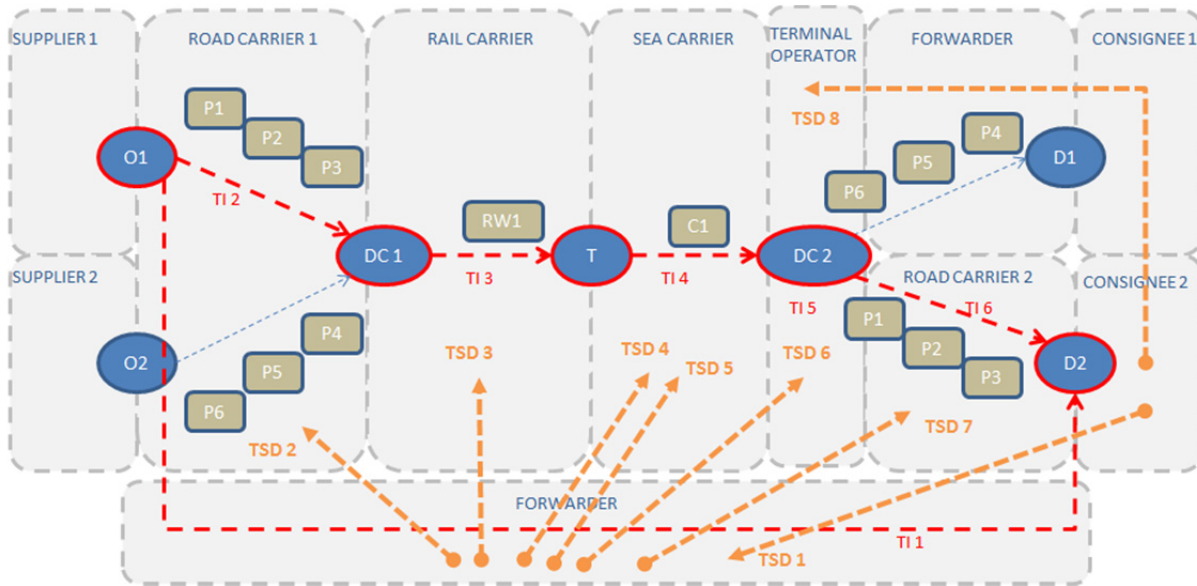 SUPPLIER 1
ROAD CARRIER 1
RAIL CARRIER
SEA CARRIER
TERMINAL
OPERATOR
FORWARDER
CONSIGNEE 1
P1
P2
P3
TSD 8
P4
P5
P6
O1
D1
TI 2
RW1
C1
DC 1
TI 3
T
TI 4
DC 2
SUPPLIER 2
ROAD CARRIER 2
CONSIGNEE 2
TI 5
TI 6
P4
P5
P6
O2
P1
P2
P3
D2
TSD 3
TSD 4
TSD 5
TSD 6
TSD 2
TSD 7
FORWARDER
TI 1
TSD 1